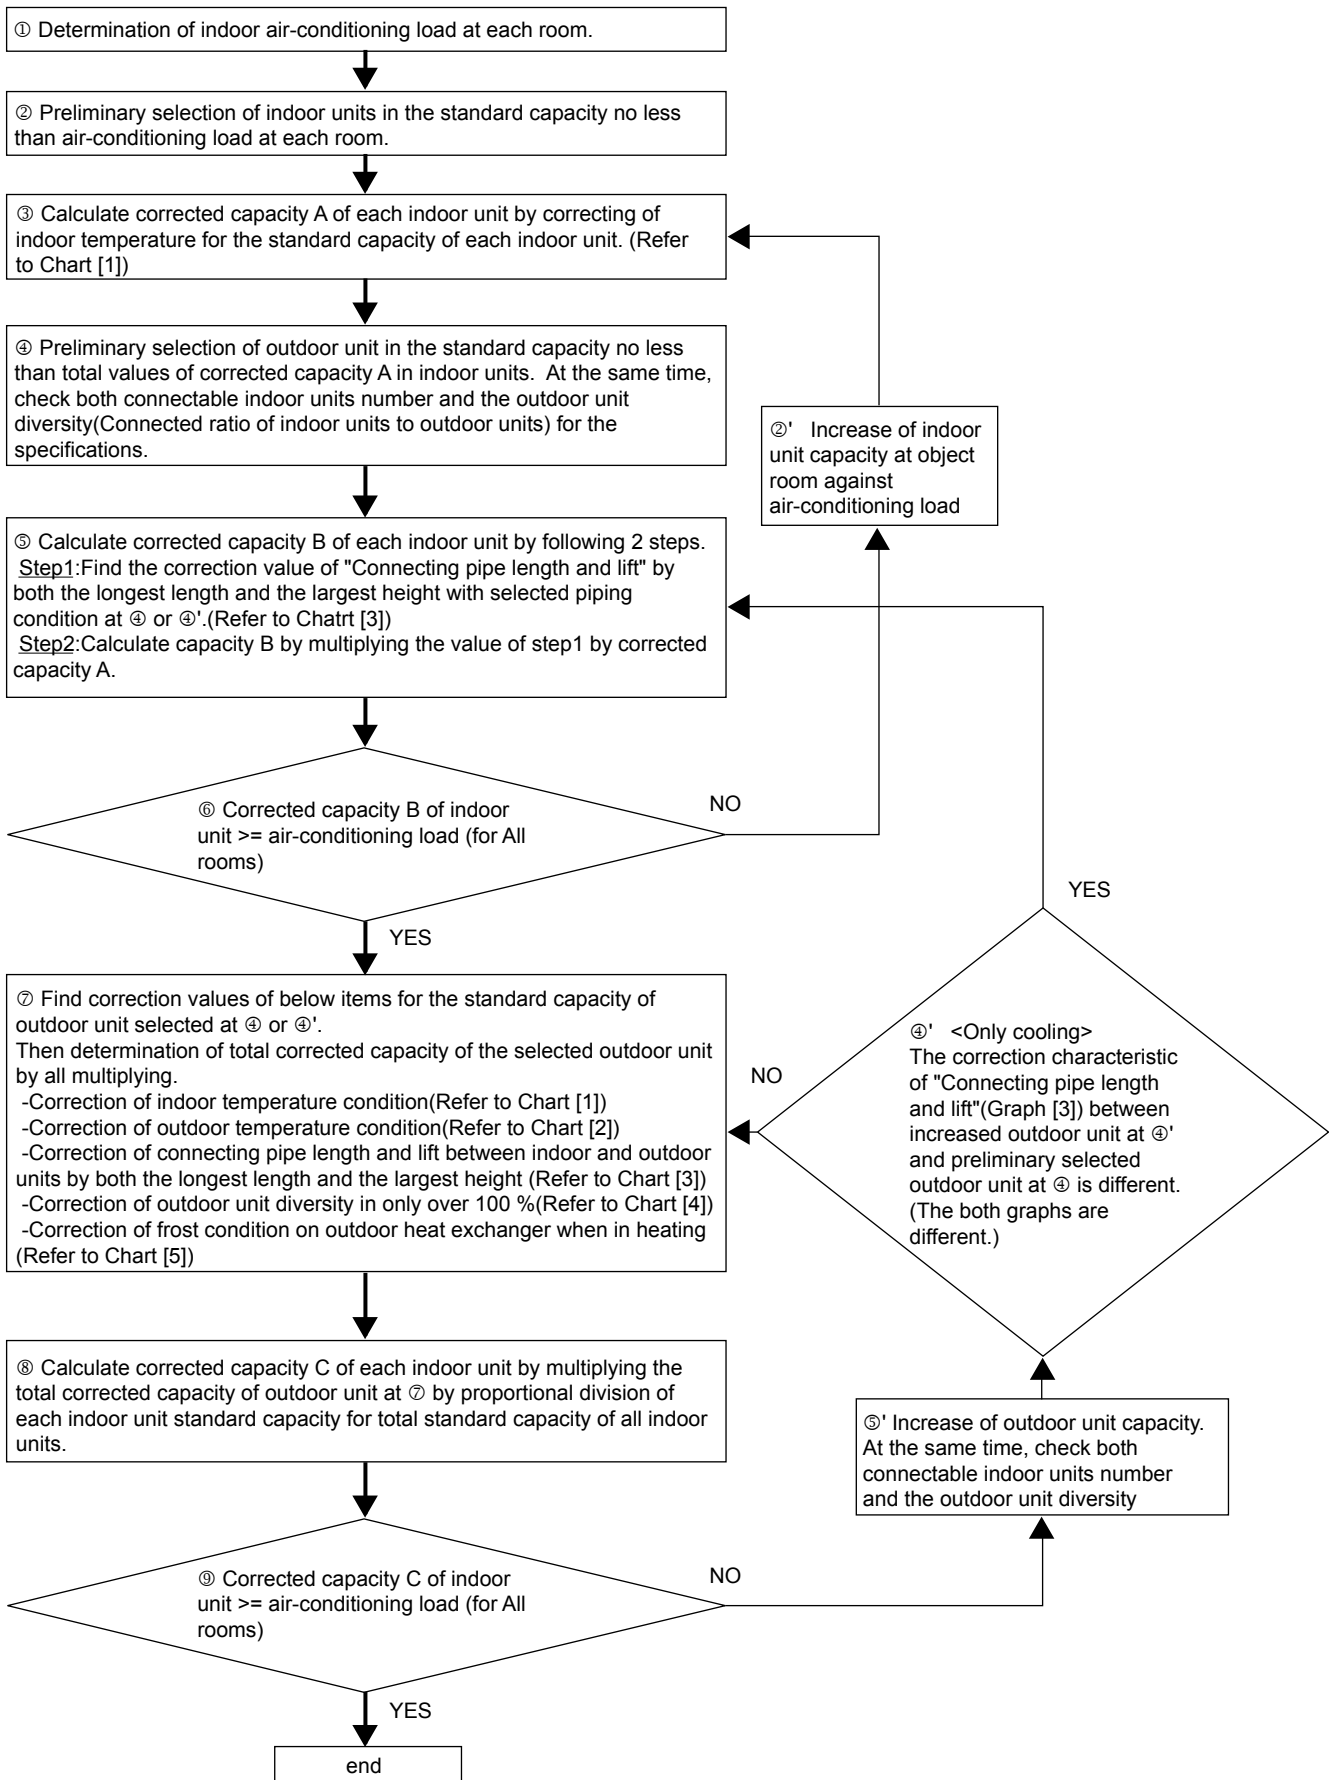 ① Determination of indoor air-conditioning load at each room.
② Preliminary selection of indoor units in the standard capacity no less
than air-conditioning load at each room.
③ Calculate corrected capacity A of each indoor unit by correcting of
indoor temperature for the standard capacity of each indoor unit. (Refer
to Chart [1])
④ Preliminary selection of outdoor unit in the standard capacity no less
than total values of corrected capacity A in indoor units.  At the same time,
check both connectable indoor units number and the outdoor unit
diversity(Connected ratio of indoor units to outdoor units) for the
specifications.
②'   Increase of indoor
unit capacity at object
room against
air-conditioning load
⑤ Calculate corrected capacity B of each indoor unit by following 2 steps.
Step1:Find the correction value of "Connecting pipe length and lift" by
both the longest length and the largest height with selected piping
condition at ④ or ④'.(Refer to Chatrt [3])
Step2:Calculate capacity B by multiplying the value of step1 by corrected
capacity A.
⑥ Corrected capacity B of indoor
unit >= air-conditioning load (for All
rooms)
NO
YES
YES
⑦ Find correction values of below items for the standard capacity of
outdoor unit selected at ④ or ④'.
Then determination of total corrected capacity of the selected outdoor unit
by all multiplying.
-Correction of indoor temperature condition(Refer to Chart [1])
-Correction of outdoor temperature condition(Refer to Chart [2])
-Correction of connecting pipe length and lift between indoor and outdoor
units by both the longest length and the largest height (Refer to Chart [3])
-Correction of outdoor unit diversity in only over 100 %(Refer to Chart [4])
-Correction of frost condition on outdoor heat exchanger when in heating
(Refer to Chart [5])
NO
④'   <Only cooling>
The correction characteristic
of "Connecting pipe length
and lift"(Graph [3]) between
increased outdoor unit at ④'
and preliminary selected
outdoor unit at ④ is different.
(The both graphs are
different.)
⑧ Calculate corrected capacity C of each indoor unit by multiplying the
total corrected capacity of outdoor unit at ⑦ by proportional division of
each indoor unit standard capacity for total standard capacity of all indoor
units.
⑤' Increase of outdoor unit capacity.
At the same time, check both
connectable indoor units number
and the outdoor unit diversity
⑨ Corrected capacity C of indoor
unit >= air-conditioning load (for All
rooms)
NO
YES
end